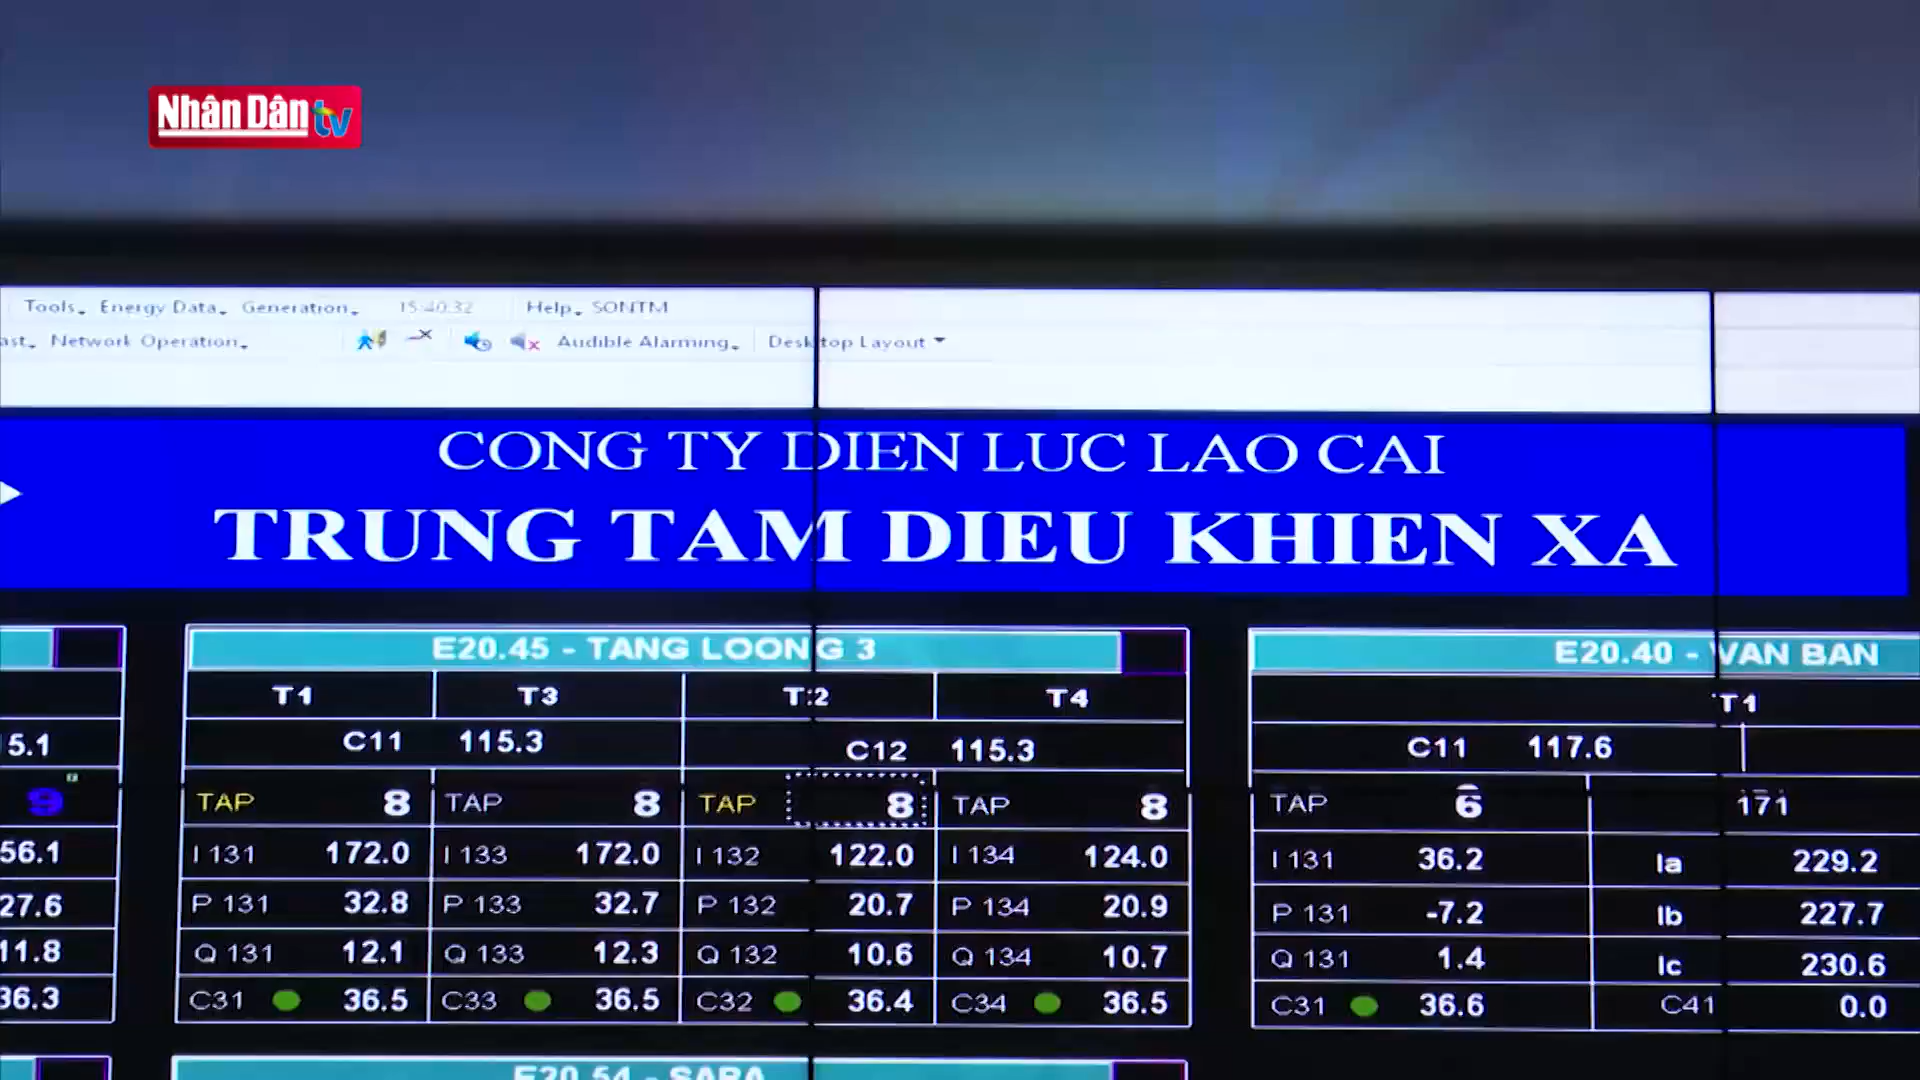 Nhân Dân tv
Tools Energy Data Generation 15:40:32 Help SONTM
Network Operation Audible Alarming Desktop Layout
CONG TY DIEN LUC LAO CAI
TRUNG TAM DIEU KHIEN XA
E20.45 - TANG LOONG 3 E20.40 - VAN BAN
T1 T3 T2 T4 T1
5.1 C11 115.3 C12 115.3 C11 117.6
9 TAP 8 TAP 8 TAP 8 TAP 8 TAP 6 171
56.1 I 131 172.0 I 133 172.0 I 132 122.0 I 134 124.0 I 131 36.2 Ia 229.2
27.6 P 131 32.8 P 133 32.7 P 132 20.7 P 134 20.9 P 131 -7.2 Ib 227.7
11.8 Q 131 12.1 Q 133 12.3 Q 132 10.6 Q 134 10.7 Q 131 1.4 Ic 230.6
36.3 C31 36.5 C33 36.5 C32 36.4 C34 36.5 C31 36.6 C41 0.0
E20.54 - SAPA